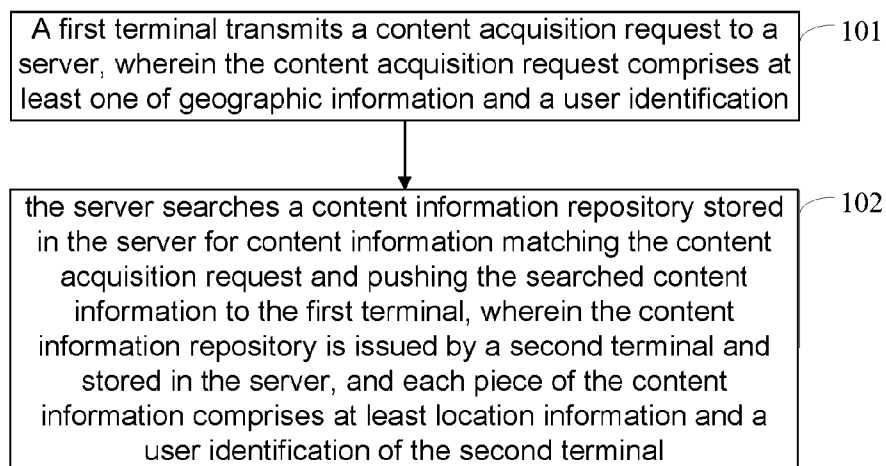 A first terminal transmits a content acquisition request to a
server, wherein the content acquisition request comprises at
least one of geographic information and a user identification
101
the server searches a content information repository stored
in the server for content information matching the content
acquisition request and pushing the searched content
information to the first terminal, wherein the content
information repository is issued by a second terminal and
stored in the server, and each piece of the content
information comprises at least location information and a
user identification of the second terminal
102